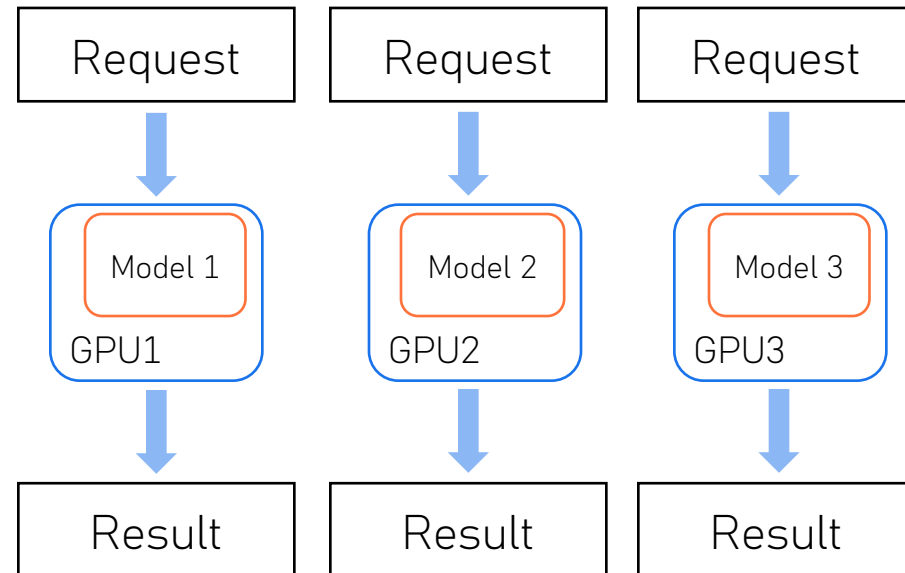 Request
Request
Request
Model 1
Model 2
Model 3
GPU1
GPU2
GPU3
Result
Result
Result